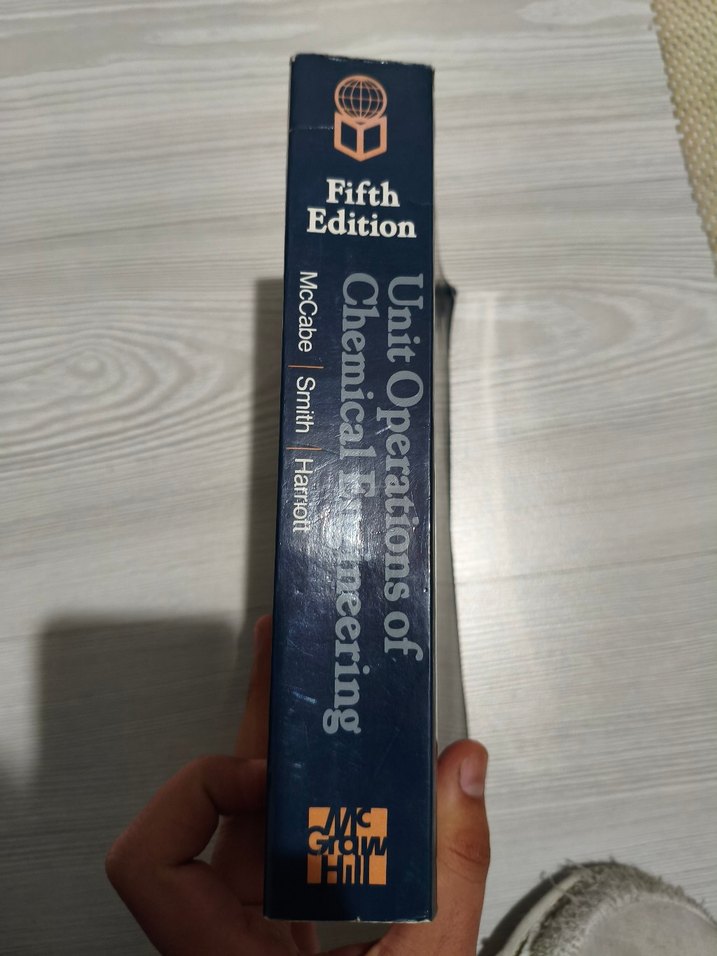 Fifth
Edition
Unit Operations of
Chemical Engineering
McCabe | Smith | Harriott
Mc
Graw
Hill